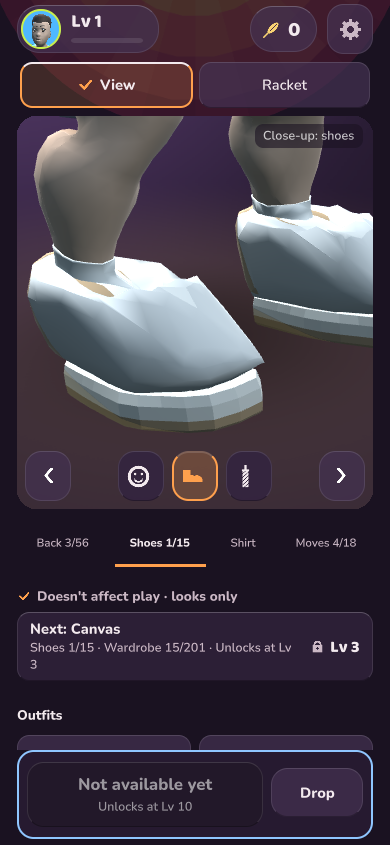 Lv 1
0
View
Racket
Close-up: shoes
Back 3/56
Shoes 1/15
Shirt
Moves 4/18
Doesn't affect play · looks only
Next: Canvas
Shoes 1/15 · Wardrobe 15/201 · Unlocks at Lv
3
Lv 3
Outfits
Not available yet
Unlocks at Lv 10
Drop